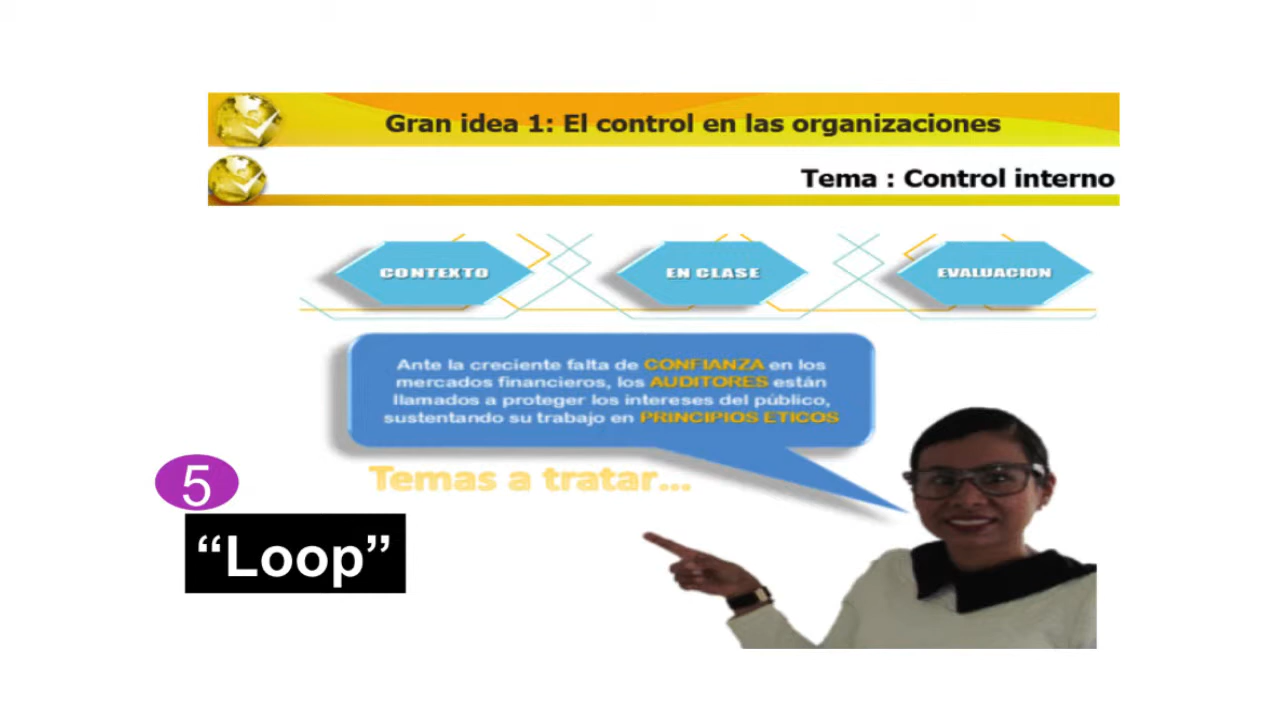 Gran idea 1: El control en las organizaciones
Tema : Control interno
CONTEXTO
EN CLASE
EVALUACION
Ante la creciente falta de CONFIANZA en los
mercados financieros, los AUDITORES están
llamados a proteger los intereses del público,
sustentando su trabajo en PRINCIPIOS ETICOS
Temas a tratar...
5
“Loop”